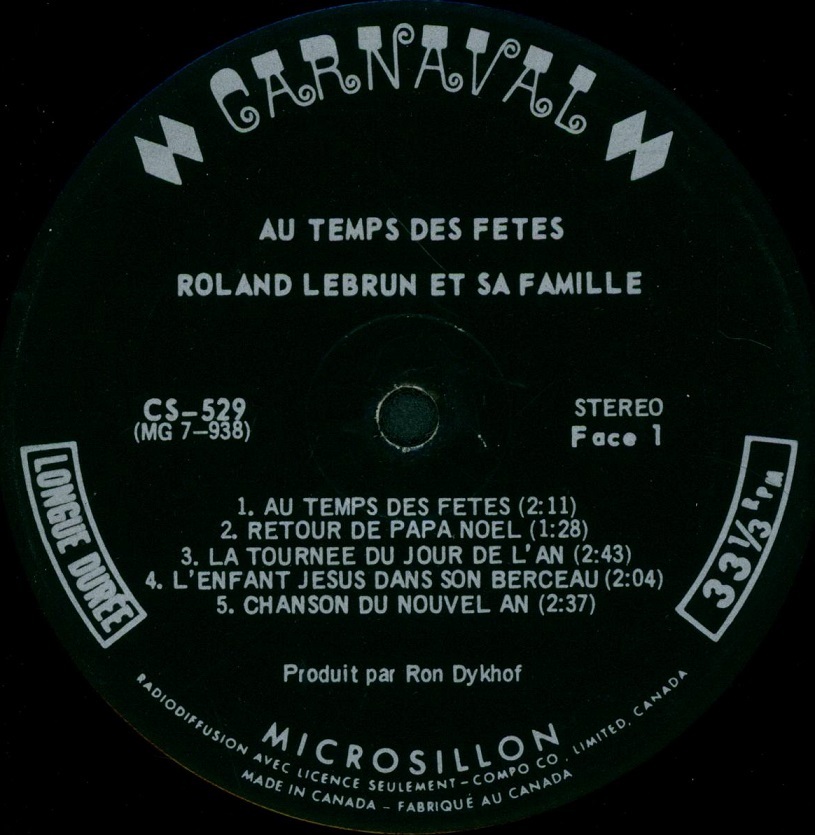 CARNAVAL
AU TEMPS DES FETES
ROLAND LEBRUN ET SA FAMILLE
CS-529
(MG 7-938)
STEREO
Face 1
LONGUE DURÉE
33 1/3 RPM
1. AU TEMPS DES FETES (2:11)
2. RETOUR DE PAPA NOEL (1:28)
3. LA TOURNEE DU JOUR DE L'AN (2:43)
4. L'ENFANT JESUS DANS SON BERCEAU (2:04)
5. CHANSON DU NOUVEL AN (2:37)
Produit par Ron Dykhof
MICROSILLON
RADIODIFFUSION AVEC LICENCE SEULEMENT - COMPO CO. LIMITED, CANADA
MADE IN CANADA - FABRIQUÉ AU CANADA